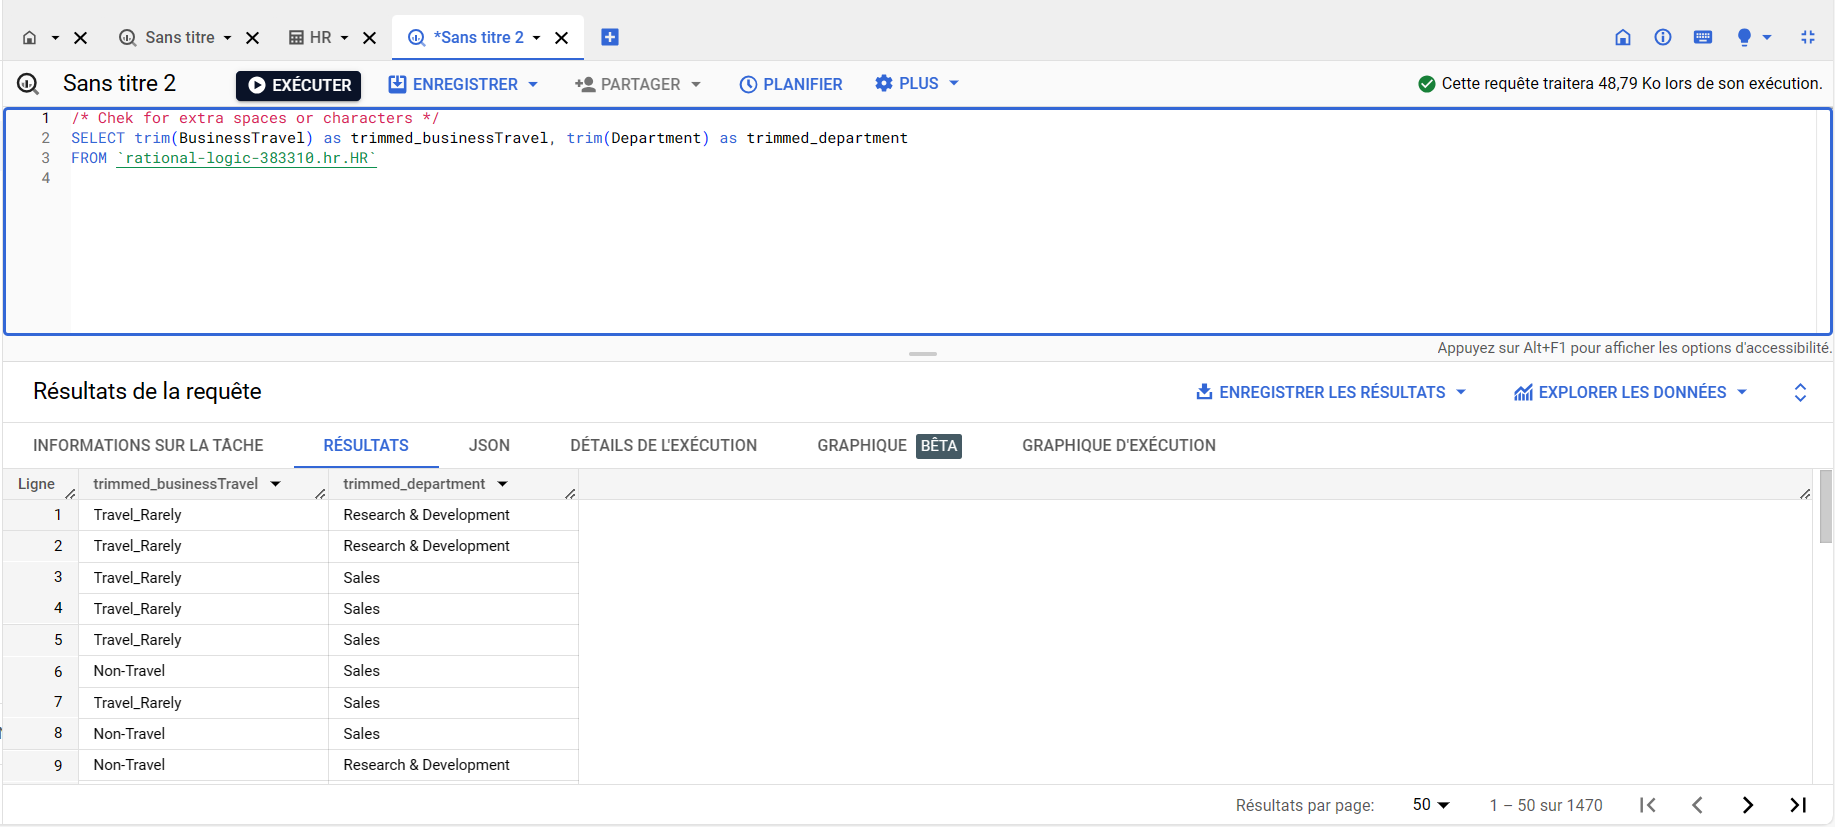 Sans titre
HR
*Sans titre 2
Sans titre 2
EXÉCUTER
ENREGISTRER
PARTAGER
PLANIFIER
PLUS
Cette requête traitera 48,79 Ko lors de son exécution.
1 /* Chek for extra spaces or characters */
2 SELECT trim(BusinessTravel) as trimmed_businessTravel, trim(Department) as trimmed_department
3 FROM `rational-logic-383310.hr.HR`
4
Appuyez sur Alt+F1 pour afficher les options d'accessibilité.
Résultats de la requête
ENREGISTRER LES RÉSULTATS
EXPLORER LES DONNÉES
INFORMATIONS SUR LA TÂCHE
RÉSULTATS
JSON
DÉTAILS DE L'EXÉCUTION
GRAPHIQUE BÊTA
GRAPHIQUE D'EXÉCUTION
Ligne trimmed_businessTravel trimmed_department
1 Travel_Rarely Research & Development
2 Travel_Rarely Research & Development
3 Travel_Rarely Sales
4 Travel_Rarely Sales
5 Travel_Rarely Sales
6 Non-Travel Sales
7 Travel_Rarely Sales
8 Non-Travel Sales
9 Non-Travel Research & Development
Résultats par page: 50 1 – 50 sur 1470